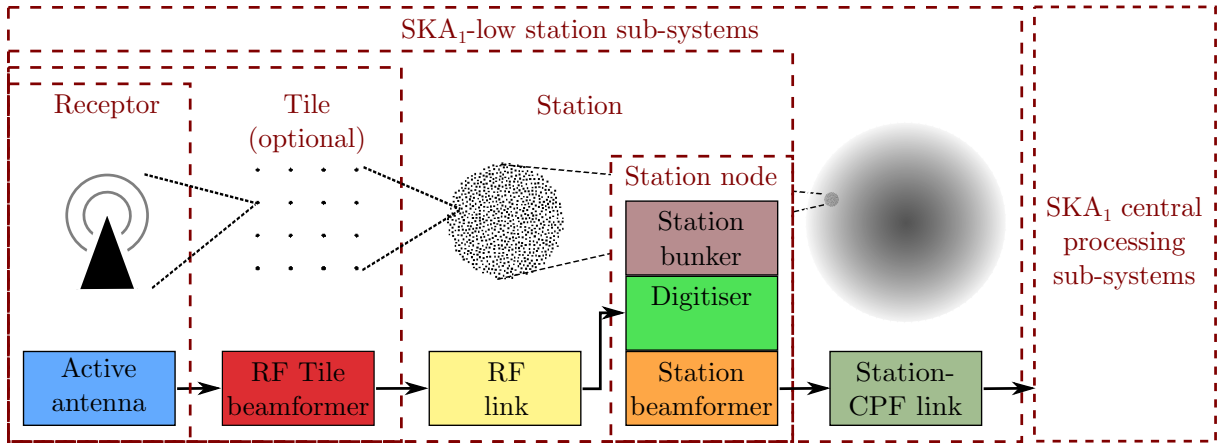 SKA₁-low station sub-systems
Receptor
Tile
(optional)
Station
Station node
Station
bunker
Digitiser
SKA₁ central
processing
sub-systems
Active
antenna
RF Tile
beamformer
RF
link
Station
beamformer
Station-
CPF link